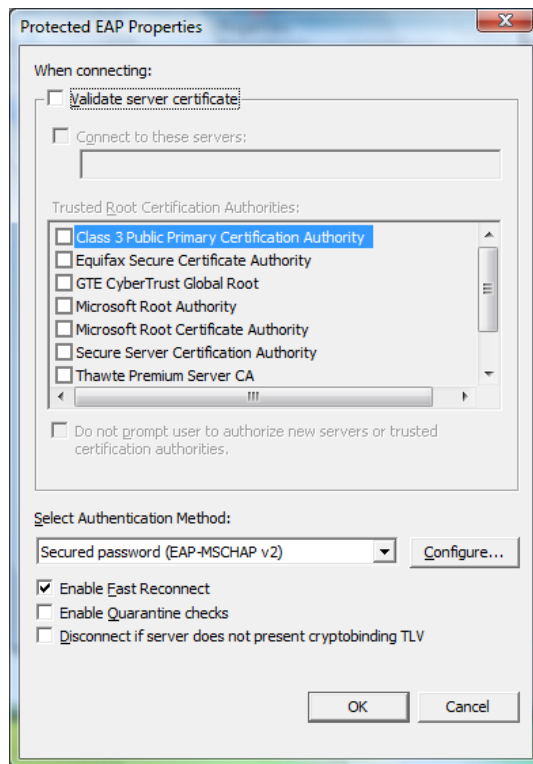 Protected EAP Properties
When connecting:
Validate server certificate
Connect to these servers:
Trusted Root Certification Authorities:
Class 3 Public Primary Certification Authority
Equifax Secure Certificate Authority
GTE CyberTrust Global Root
Microsoft Root Authority
Microsoft Root Certificate Authority
Secure Server Certification Authority
Thawte Premium Server CA
Do not prompt user to authorize new servers or trusted
certification authorities.
Select Authentication Method:
Secured password (EAP-MSCHAP v2)
Configure...
Enable Fast Reconnect
Enable Quarantine checks
Disconnect if server does not present cryptobinding TLV
OK
Cancel